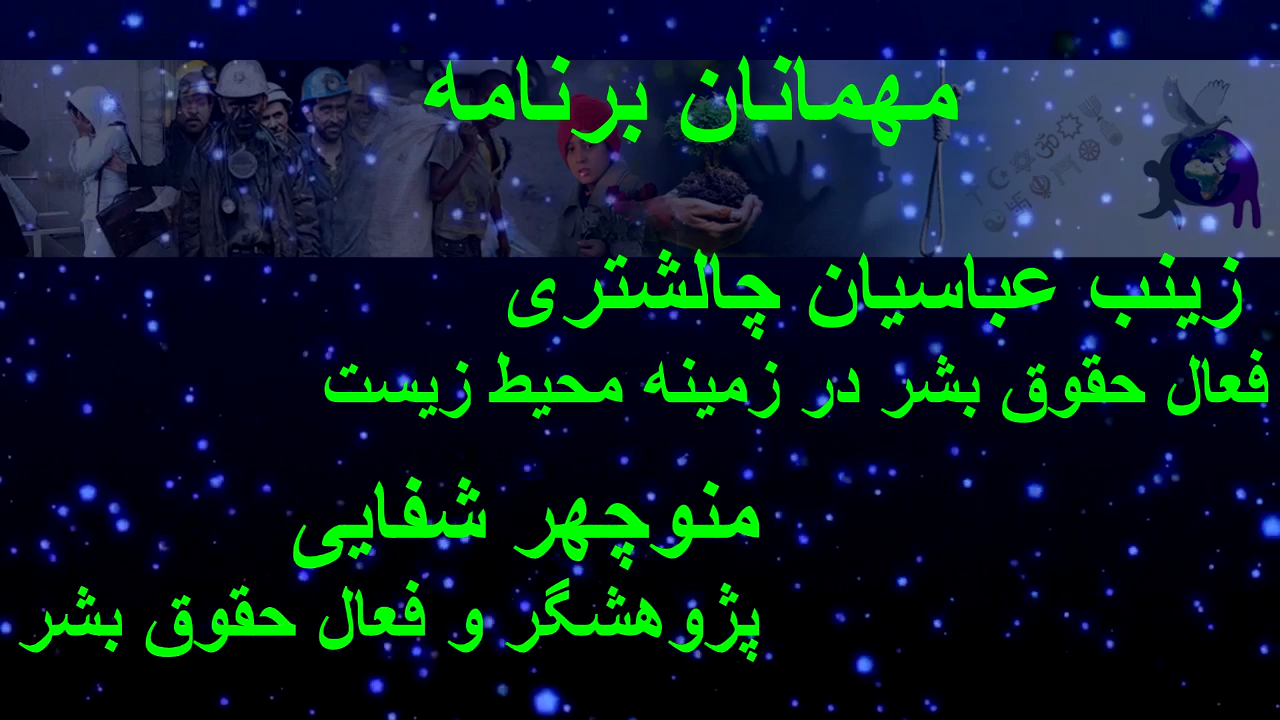 مهمانان برنامه
زینب عباسیان چالشتری
فعال حقوق بشر در زمینه محیط زیست
منوچهر شفایی
پژوهشگر و فعال حقوق بشر